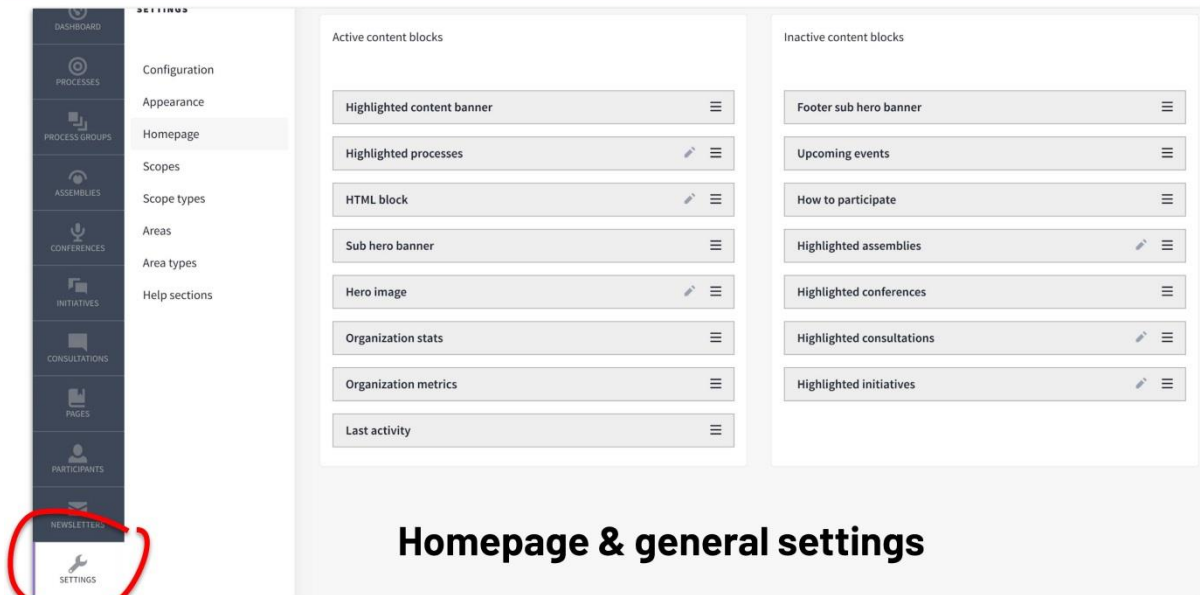 DASHBOARD
PROCESSES
PROCESS GROUPS
ASSEMBLIES
CONFERENCES
INITIATIVES
CONSULTATIONS
PAGES
PARTICIPANTS
NEWSLETTERS
SETTINGS
SETTINGS
Configuration
Appearance
Homepage
Scopes
Scope types
Areas
Area types
Help sections
Active content blocks
Highlighted content banner
Highlighted processes
HTML block
Sub hero banner
Hero image
Organization stats
Organization metrics
Last activity
Inactive content blocks
Footer sub hero banner
Upcoming events
How to participate
Highlighted assemblies
Highlighted conferences
Highlighted consultations
Highlighted initiatives
Homepage & general settings